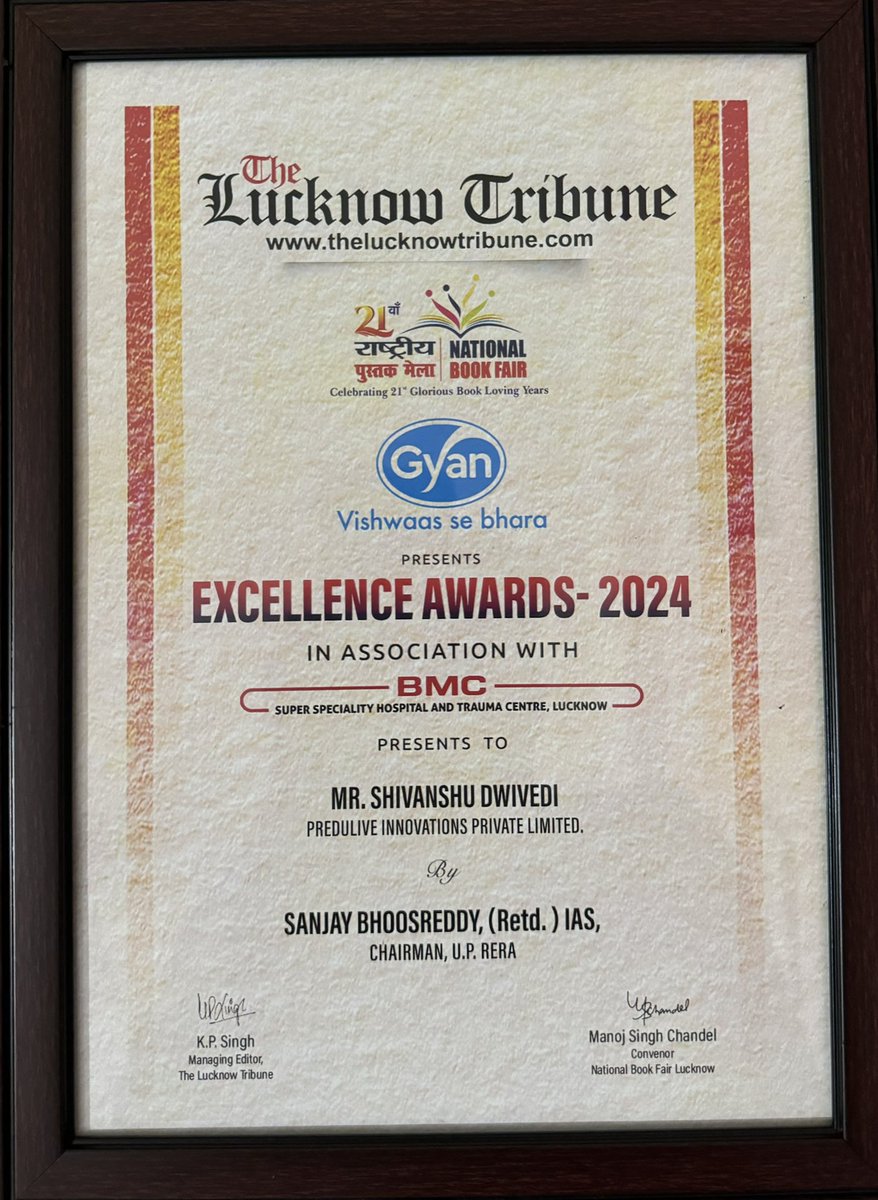 The
Lucknow Tribune
www.thelucknowtribune.com
21वाँ
राष्ट्रीय
पुस्तक मेला
NATIONAL
BOOK FAIR
Celebrating 21st Glorious Book Loving Years
Gyan
Vishwaas se bhara
PRESENTS
EXCELLENCE AWARDS- 2024
IN ASSOCIATION WITH
BMC
SUPER SPECIALITY HOSPITAL AND TRAUMA CENTRE, LUCKNOW
PRESENTS TO
MR. SHIVANSHU DWIVEDI
PREDULIVE INNOVATIONS PRIVATE LIMITED.
By
SANJAY BHOOSREDDY, (Retd. ) IAS,
CHAIRMAN, U.P. RERA
K.P. Singh
Managing Editor,
The Lucknow Tribune
Manoj Singh Chandel
Convenor
National Book Fair Lucknow